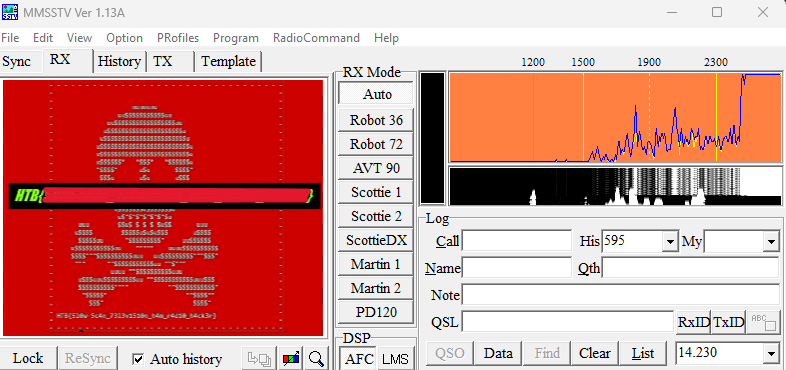 MMSSTV Ver 1.13A
File Edit View Option PRofiles Program RadioCommand Help
Sync RX History TX Template
RX Mode
Auto
Robot 36
Robot 72
AVT 90
Scottie 1
Scottie 2
ScottieDX
Martin 1
Martin 2
PD120
DSP
AFC LMS
1200 1500 1900 2300
HTB{ }
Lock ReSync Auto history
Log
Call His 595 My
Name Qth
Note
QSL RxID TxID ABC
QSO Data Find Clear List 14.230